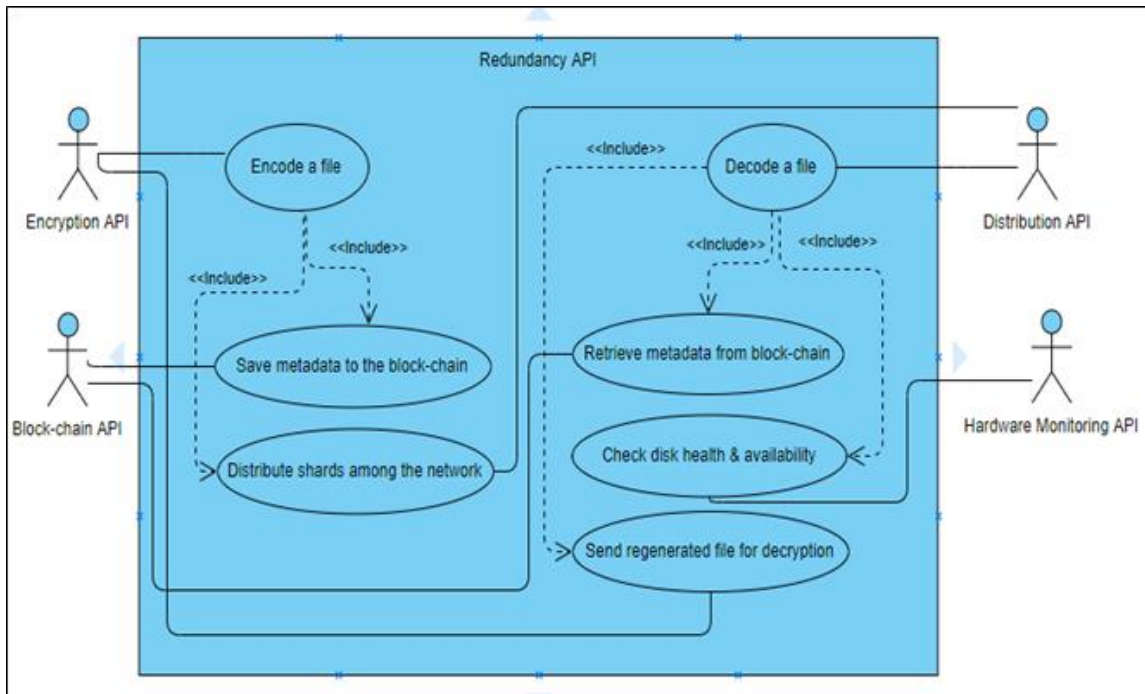 Redundancy API
Encode a file
<<Include>>
Decode a file
Encryption API
Distribution API
<<Include>>
<<Include>>
<<Include>>
<<Include>>
Save metadata to the block-chain
Retrieve metadata from block-chain
Block-chain API
Hardware Monitoring API
Distribute shards among the network
Check disk health & availability
Send regenerated file for decryption